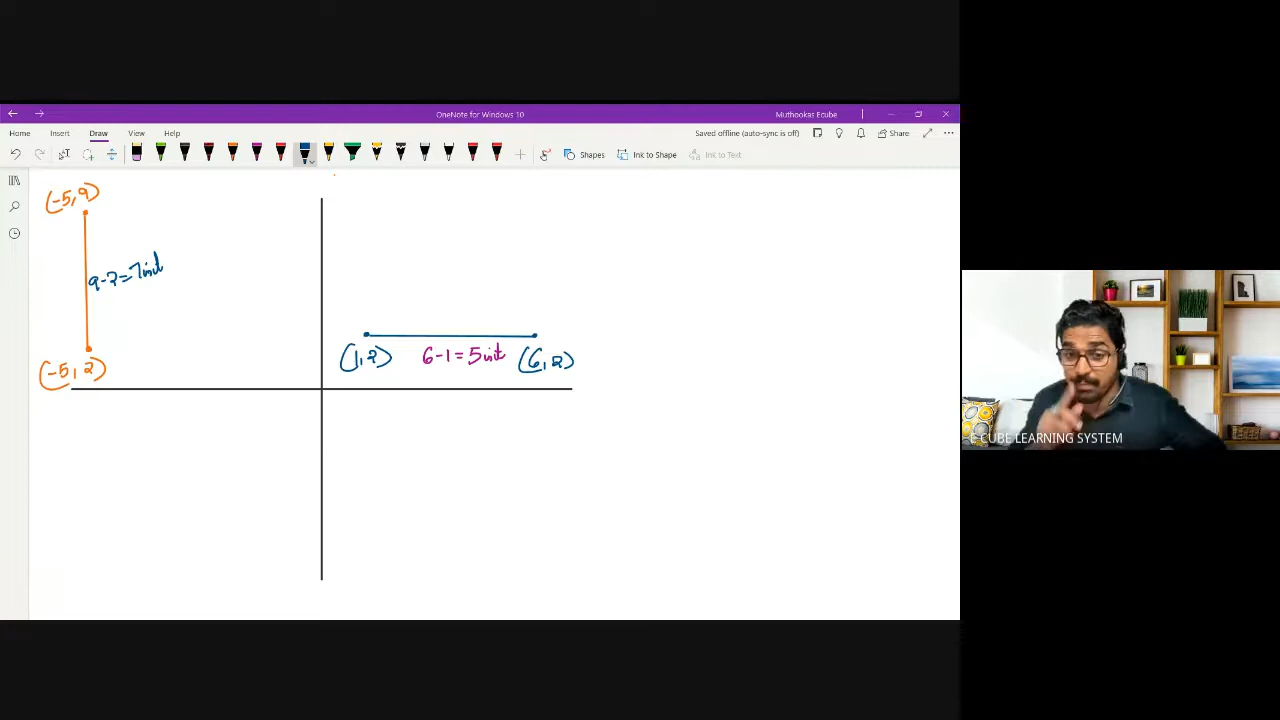 OneNote for Windows 10
Muthookas Ecube
Home Insert Draw View Help
Saved offline (auto-sync is off)
Share
Shapes
Ink to Shape
Ink to Text
(-5, 9)
9-2=7unit
(-5, 2)
(1, 2)
6-1=5unit
(6, 2)
E CUBE LEARNING SYSTEM